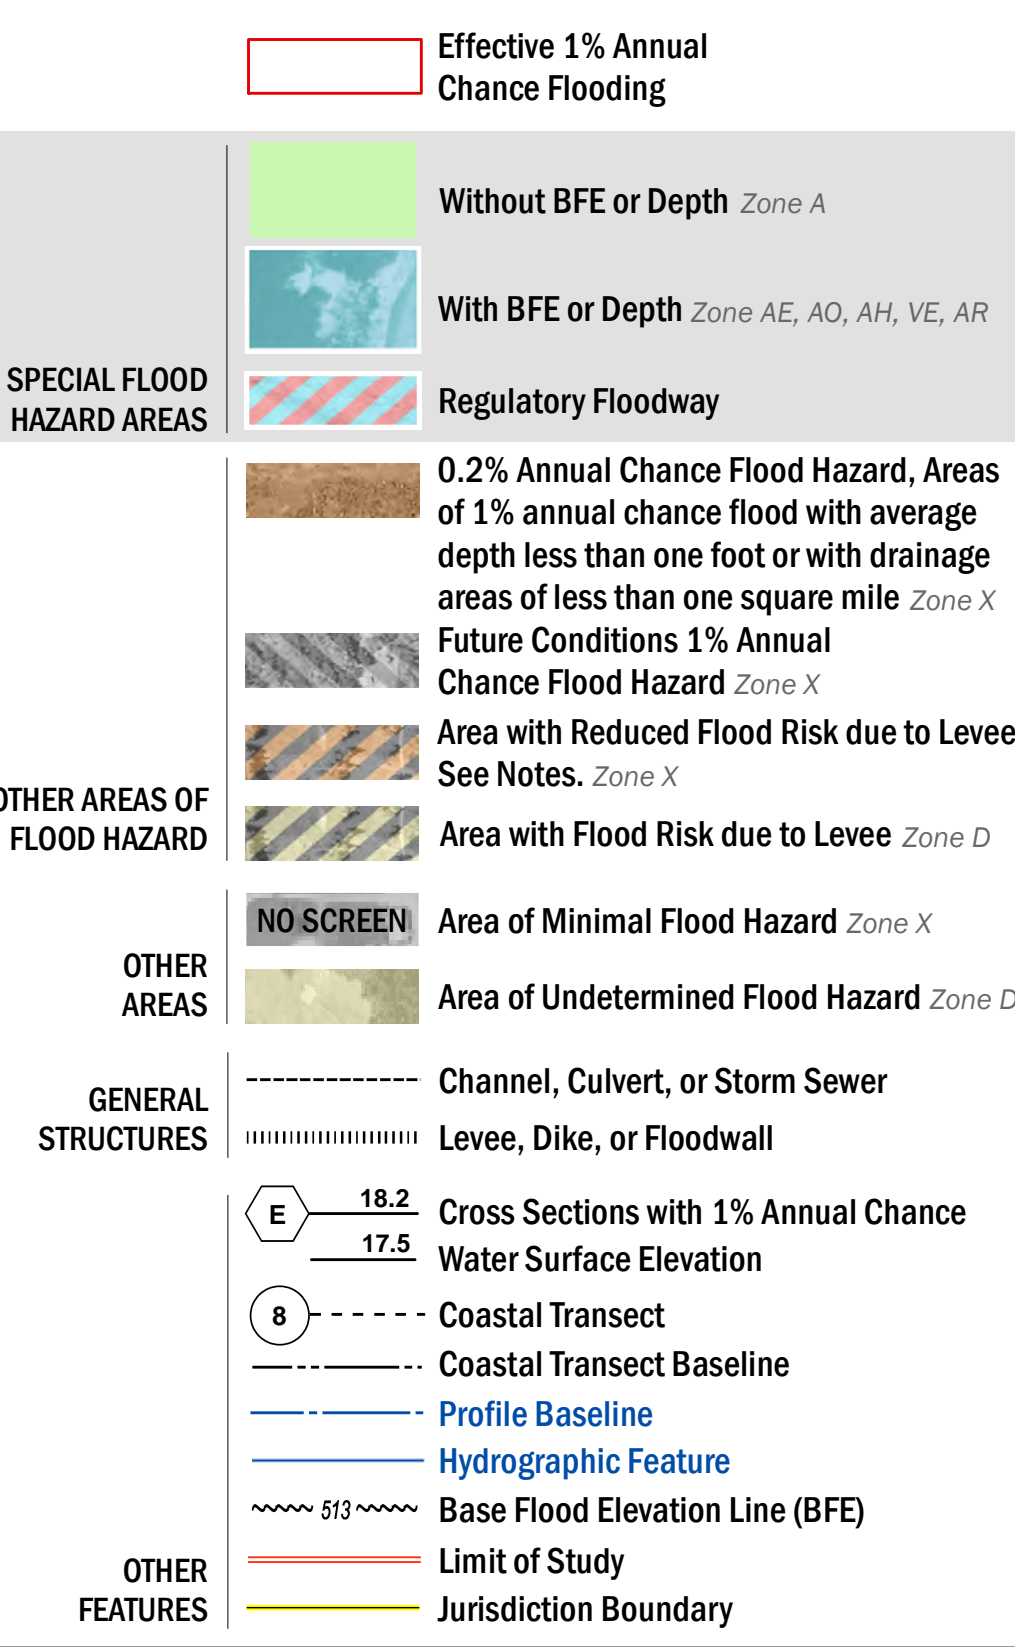 Effective 1% Annual
Chance Flooding
SPECIAL FLOOD
HAZARD AREAS
Without BFE or Depth Zone A
With BFE or Depth Zone AE, AO, AH, VE, AR
Regulatory Floodway
OTHER AREAS OF
FLOOD HAZARD
0.2% Annual Chance Flood Hazard, Areas
of 1% annual chance flood with average
depth less than one foot or with drainage
areas of less than one square mile Zone X
Future Conditions 1% Annual
Chance Flood Hazard Zone X
Area with Reduced Flood Risk due to Levee
See Notes. Zone X
Area with Flood Risk due to Levee Zone D
OTHER
AREAS
NO SCREEN Area of Minimal Flood Hazard Zone X
Area of Undetermined Flood Hazard Zone D
GENERAL
STRUCTURES
Channel, Culvert, or Storm Sewer
Levee, Dike, or Floodwall
OTHER
FEATURES
E 18.2 Cross Sections with 1% Annual Chance
17.5 Water Surface Elevation
8 Coastal Transect
Coastal Transect Baseline
Profile Baseline
Hydrographic Feature
513 Base Flood Elevation Line (BFE)
Limit of Study
Jurisdiction Boundary